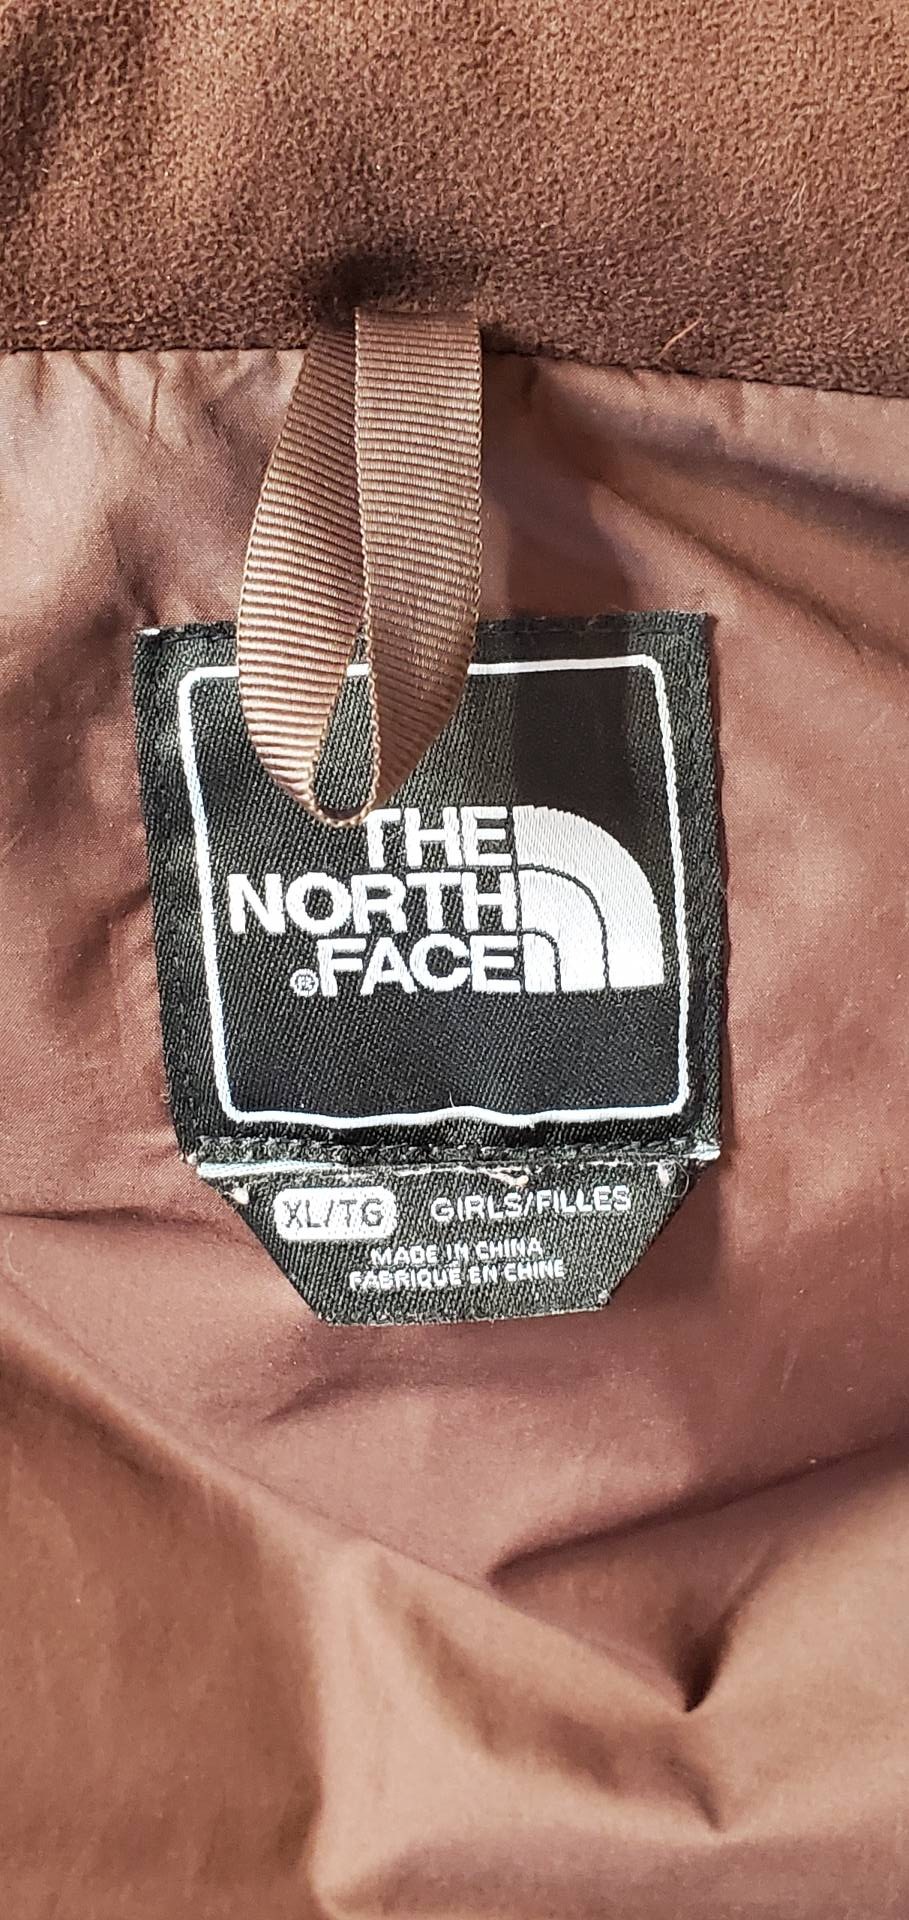 THE
NORTH
®FACE
XL/TG GIRLS/FILLES
MADE IN CHINA
FABRIQUÉ EN CHINE